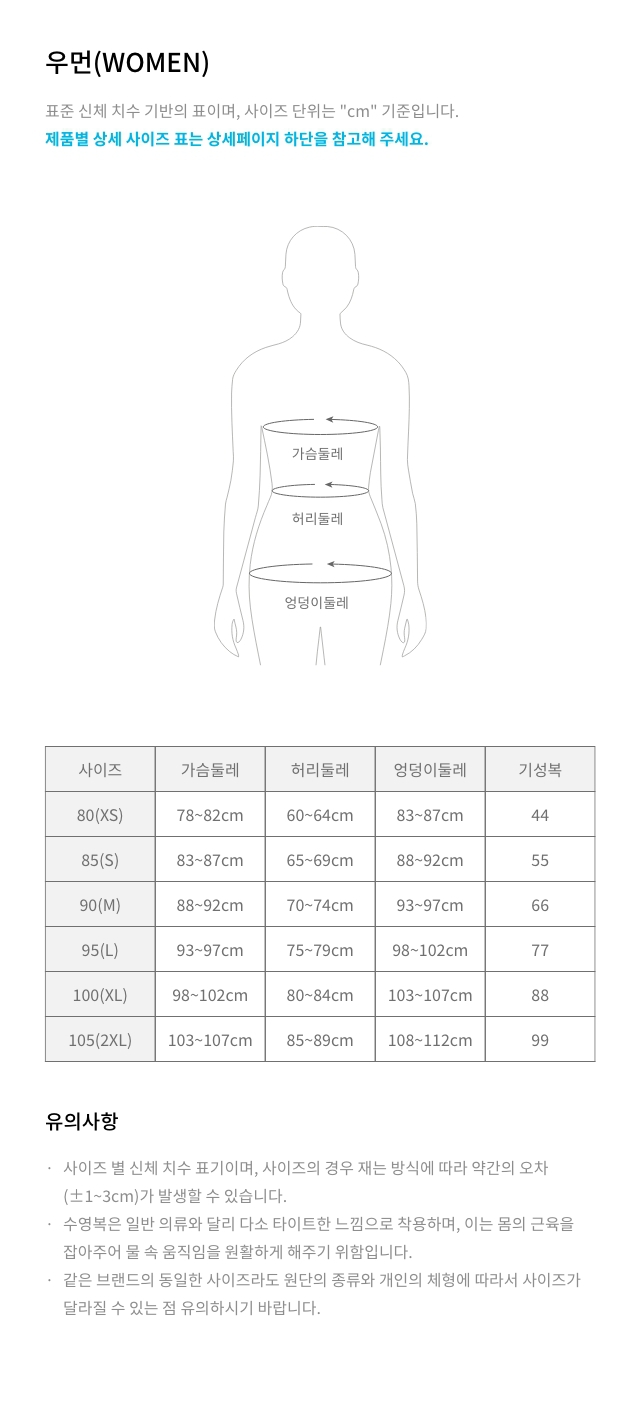 우먼(WOMEN)
표준 신체 치수 기반의 표이며, 사이즈 단위는 "cm" 기준입니다.
제품별 상세 사이즈 표는 상세페이지 하단을 참고해 주세요.
가슴둘레
허리둘레
엉덩이둘레
사이즈 가슴둘레 허리둘레 엉덩이둘레 기성복
80(XS) 78~82cm 60~64cm 83~87cm 44
85(S) 83~87cm 65~69cm 88~92cm 55
90(M) 88~92cm 70~74cm 93~97cm 66
95(L) 93~97cm 75~79cm 98~102cm 77
100(XL) 98~102cm 80~84cm 103~107cm 88
105(2XL) 103~107cm 85~89cm 108~112cm 99
유의사항
· 사이즈 별 신체 치수 표기이며, 사이즈의 경우 재는 방식에 따라 약간의 오차
(±1~3cm)가 발생할 수 있습니다.
· 수영복은 일반 의류와 달리 다소 타이트한 느낌으로 착용하며, 이는 몸의 근육을
잡아주어 물 속 움직임을 원활하게 해주기 위함입니다.
· 같은 브랜드의 동일한 사이즈라도 원단의 종류와 개인의 체형에 따라서 사이즈가
달라질 수 있는 점 유의하시기 바랍니다.